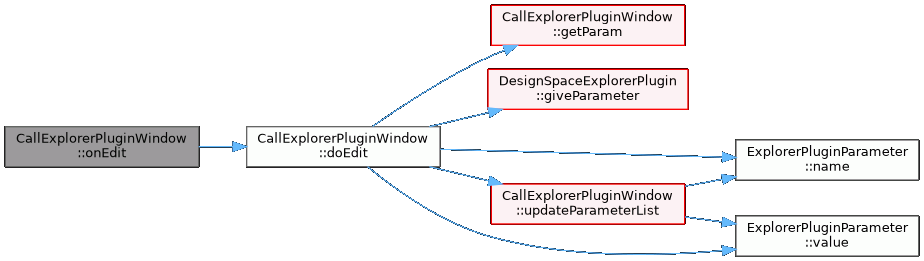 CallExplorerPluginWindow
::onEdit
CallExplorerPluginWindow
::doEdit
CallExplorerPluginWindow
::getParam
DesignSpaceExplorerPlugin
::giveParameter
CallExplorerPluginWindow
::updateParameterList
ExplorerPluginParameter
::name
ExplorerPluginParameter
::value